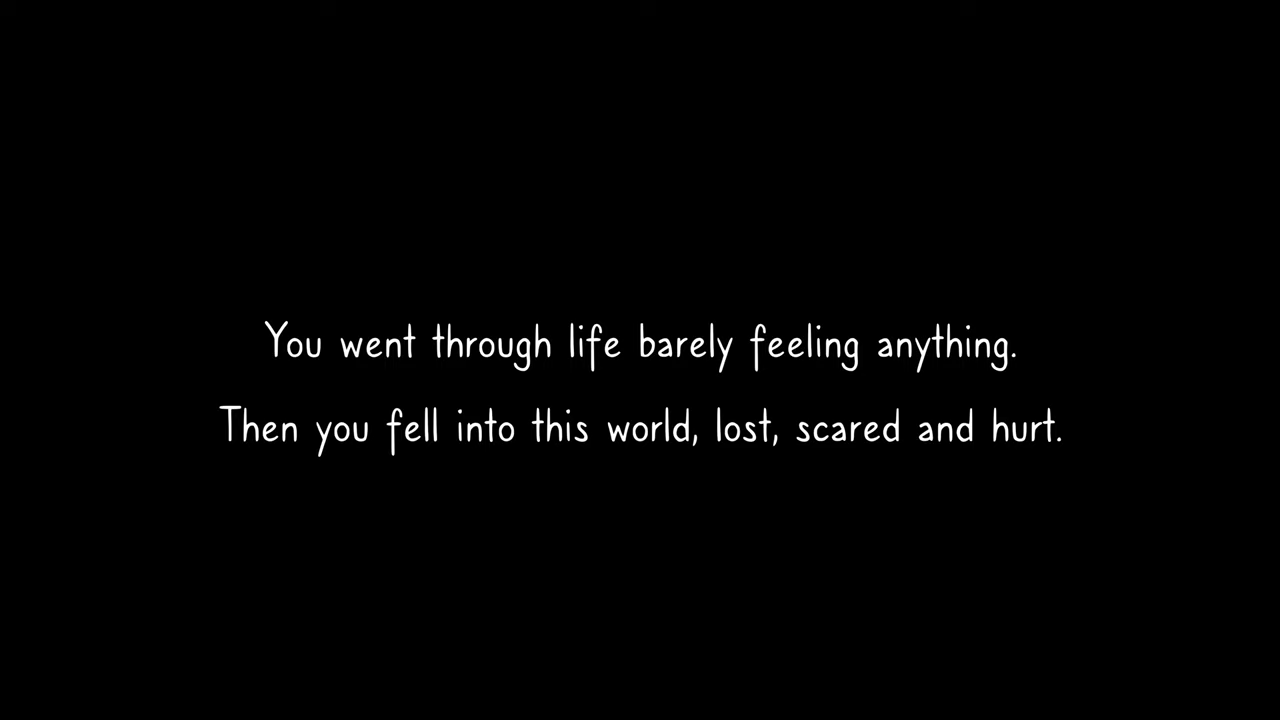 You went through life barely feeling anything.
Then you fell into this world, lost, scared and hurt.